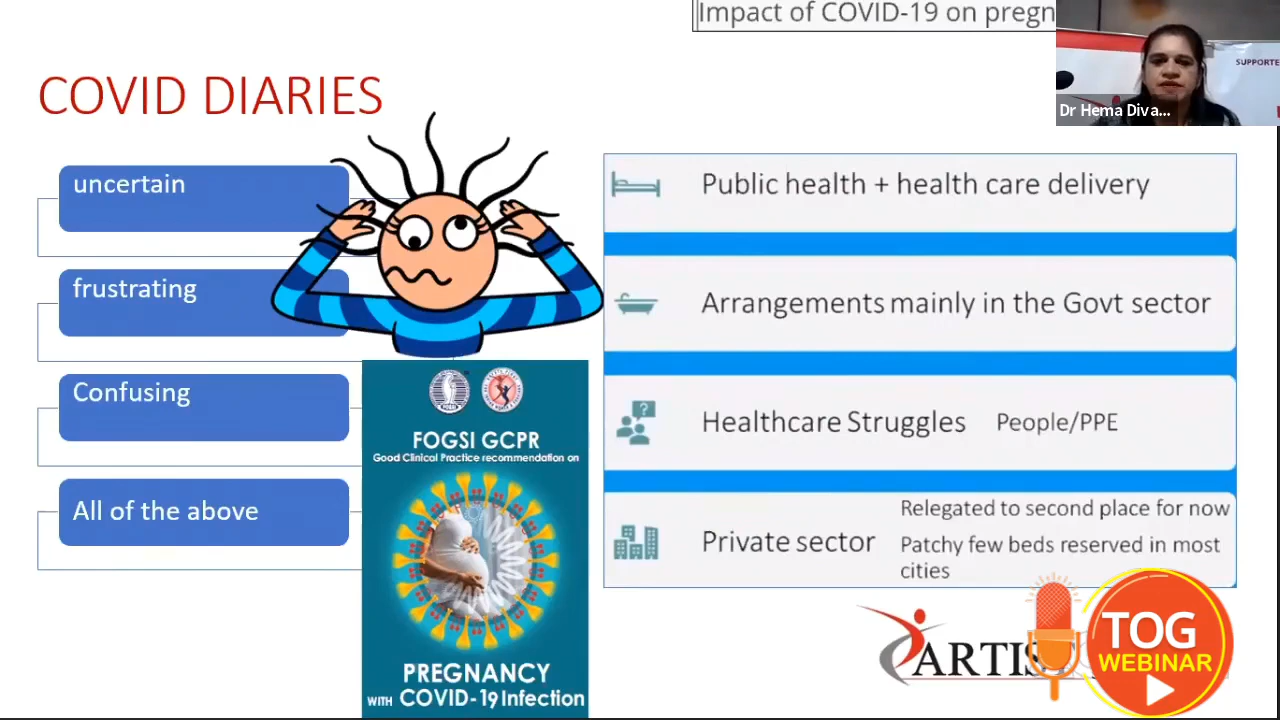 Impact of COVID-19 on pregn
SUPPORTE
Dr Hema Diva...
COVID DIARIES
uncertain
frustrating
Confusing
All of the above
FOGSI GCPR
Good Clinical Practice recommendation on
PREGNANCY
WITH COVID-19 Infection
Public health + health care delivery
Arrangements mainly in the Govt sector
Healthcare Struggles People/PPE
Private sector
Relegated to second place for now
Patchy few beds reserved in most
cities
ARTIS
TOG
WEBINAR